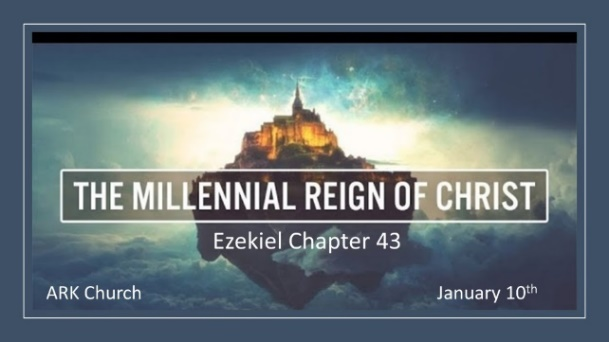 THE MILLENNIAL REIGN OF CHRIST
Ezekiel Chapter 43
ARK Church January 10th